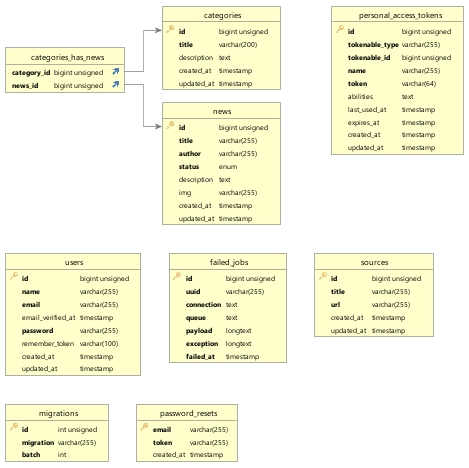 categories
id bigint unsigned
title varchar(200)
description text
created_at timestamp
updated_at timestamp
personal_access_tokens
id bigint unsigned
tokenable_type varchar(255)
tokenable_id bigint unsigned
name varchar(255)
token varchar(64)
abilities text
last_used_at timestamp
expires_at timestamp
created_at timestamp
updated_at timestamp
categories_has_news
category_id bigint unsigned
news_id bigint unsigned
news
id bigint unsigned
title varchar(255)
author varchar(255)
status enum
description text
img varchar(255)
created_at timestamp
updated_at timestamp
users
id bigint unsigned
name varchar(255)
email varchar(255)
email_verified_at timestamp
password varchar(255)
remember_token varchar(100)
created_at timestamp
updated_at timestamp
failed_jobs
id bigint unsigned
uuid varchar(255)
connection text
queue text
payload longtext
exception longtext
failed_at timestamp
sources
id bigint unsigned
title varchar(255)
url varchar(255)
created_at timestamp
updated_at timestamp
migrations
id int unsigned
migration varchar(255)
batch int
password_resets
email varchar(255)
token varchar(255)
created_at timestamp